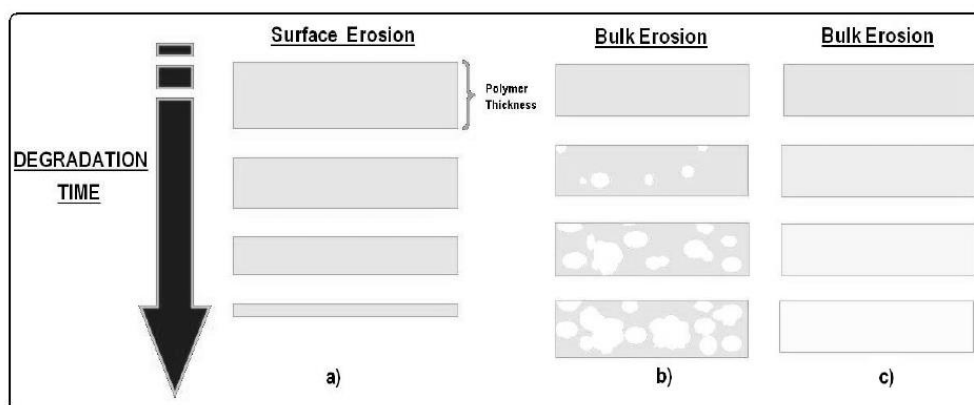 Surface Erosion
Bulk Erosion
Bulk Erosion
Polymer
Thickness
DEGRADATION
TIME
a)
b)
c)